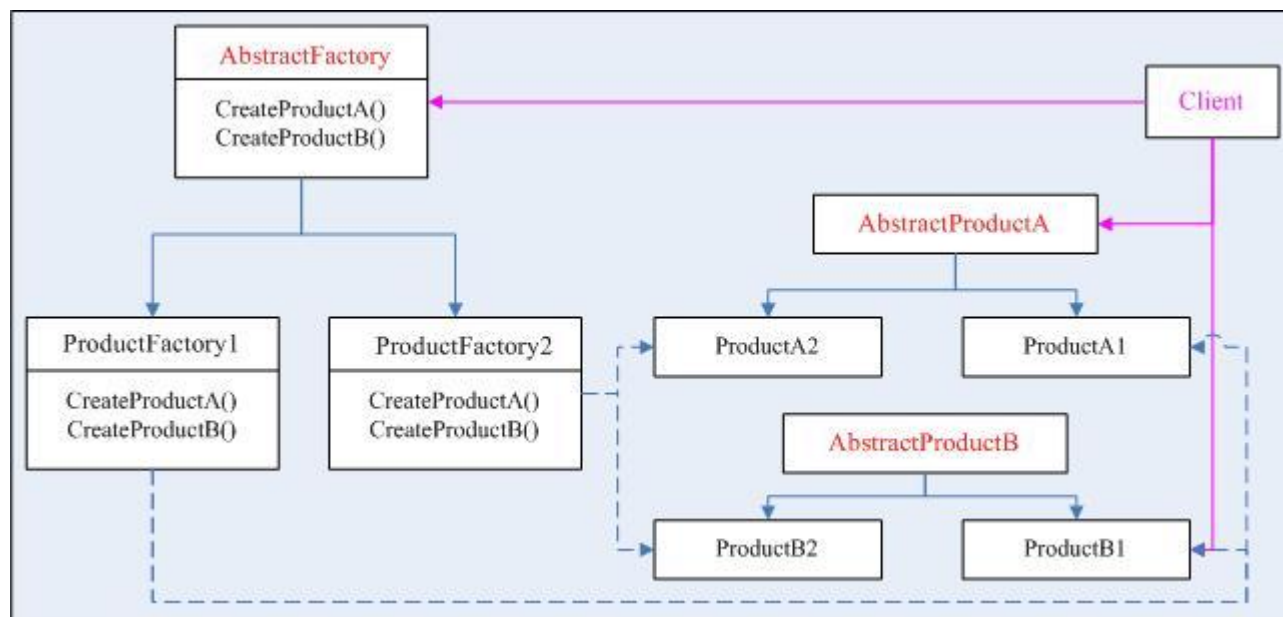 AbstractFactory
CreateProductA()
CreateProductB()
Client
AbstractProductA
ProductFactory1
CreateProductA()
CreateProductB()
ProductFactory2
CreateProductA()
CreateProductB()
ProductA2
ProductA1
AbstractProductB
ProductB2
ProductB1